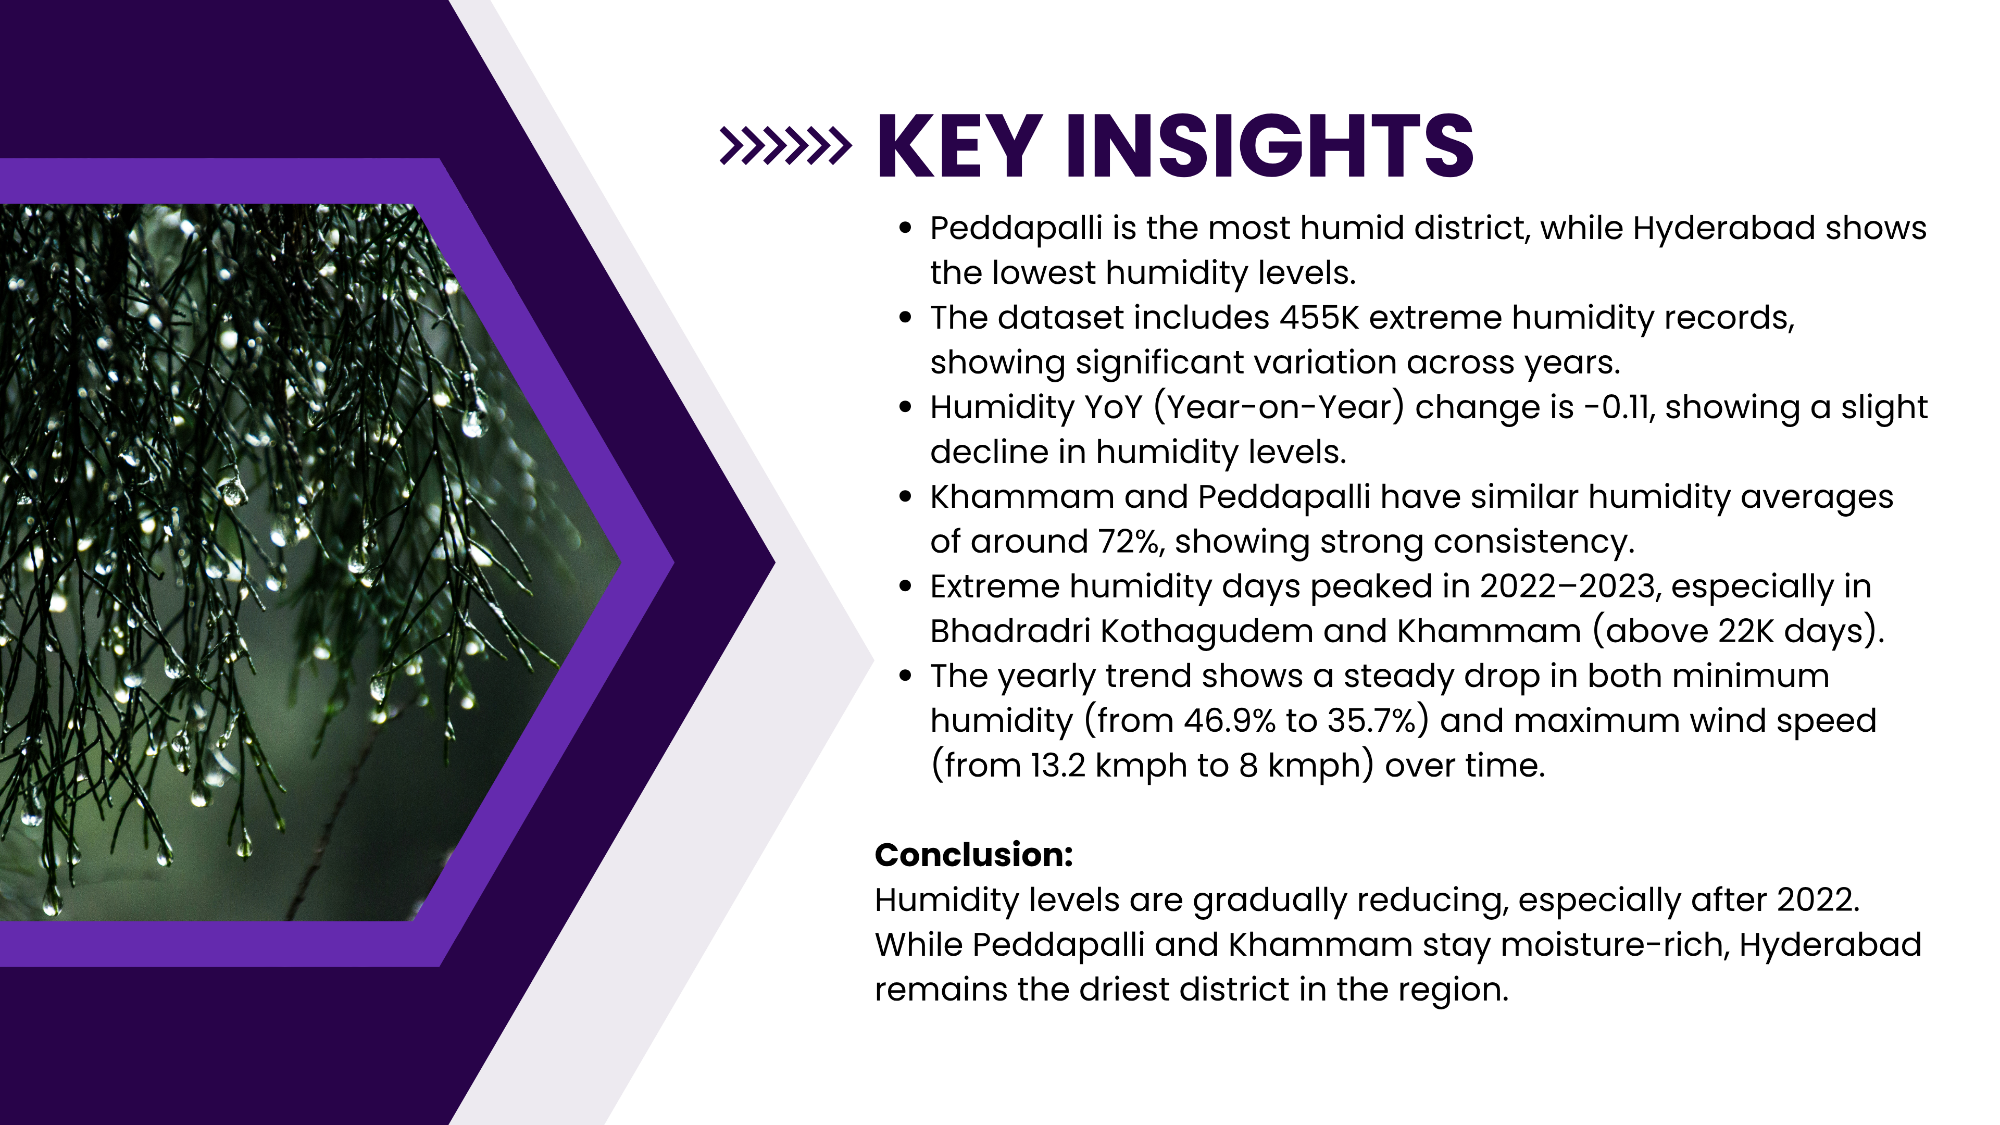 KEY INSIGHTS
• Peddapalli is the most humid district, while Hyderabad shows
the lowest humidity levels.
• The dataset includes 455K extreme humidity records,
showing significant variation across years.
• Humidity YoY (Year-on-Year) change is -0.11, showing a slight
decline in humidity levels.
• Khammam and Peddapalli have similar humidity averages
of around 72%, showing strong consistency.
• Extreme humidity days peaked in 2022–2023, especially in
Bhadradri Kothagudem and Khammam (above 22K days).
• The yearly trend shows a steady drop in both minimum
humidity (from 46.9% to 35.7%) and maximum wind speed
(from 13.2 kmph to 8 kmph) over time.
Conclusion:
Humidity levels are gradually reducing, especially after 2022.
While Peddapalli and Khammam stay moisture-rich, Hyderabad
remains the driest district in the region.